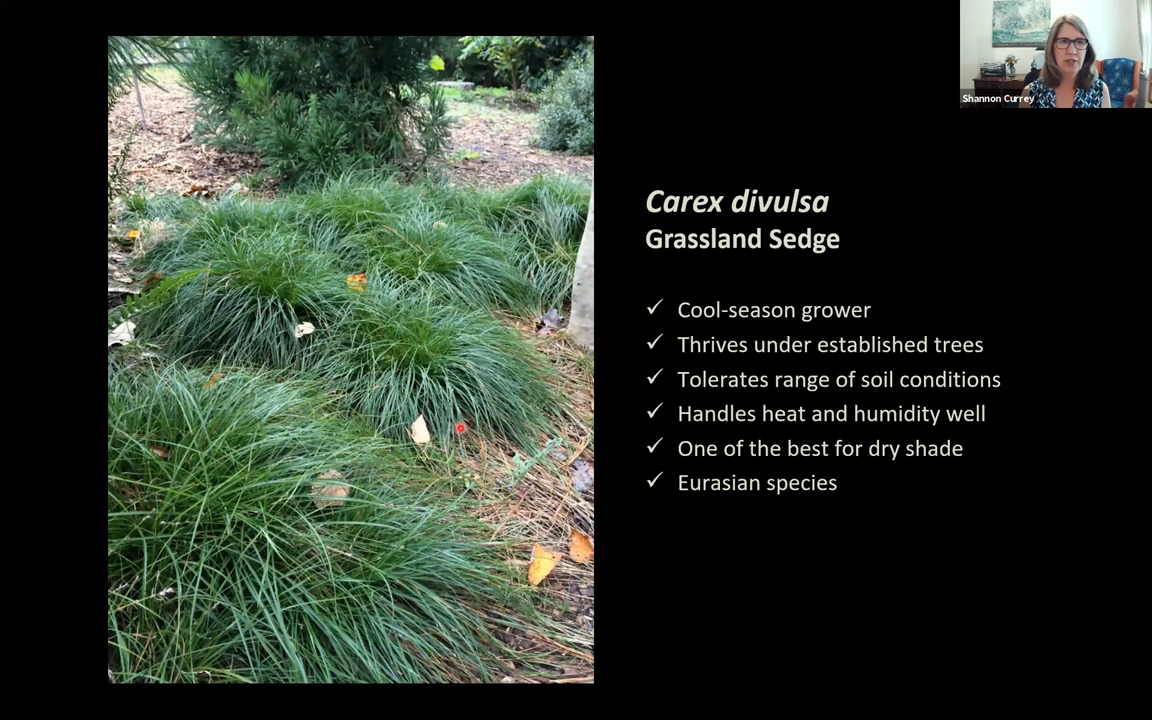 Shannon Currey
Carex divulsa
Grassland Sedge
✓ Cool-season grower
✓ Thrives under established trees
✓ Tolerates range of soil conditions
✓ Handles heat and humidity well
✓ One of the best for dry shade
✓ Eurasian species